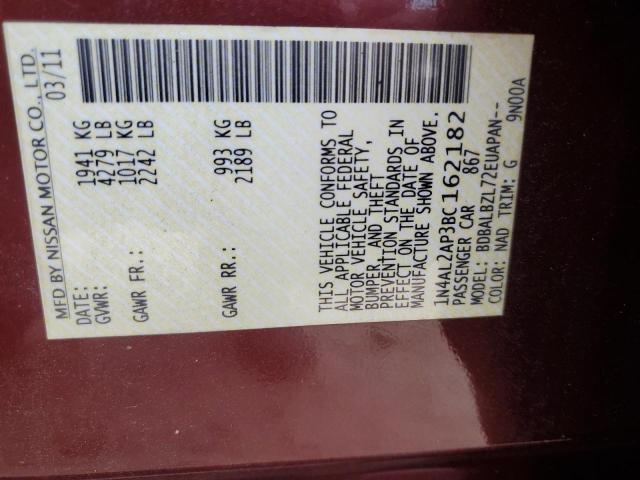 MFD BY NISSAN MOTOR CO., LTD.
DATE: 03/11
GVWR: 1941 KG
4279 LB
GAWR FR.: 1017 KG
2242 LB
GAWR RR.: 993 KG
2189 LB
THIS VEHICLE CONFORMS TO
ALL APPLICABLE FEDERAL
MOTOR VEHICLE SAFETY,
BUMPER, AND THEFT
PREVENTION STANDARDS IN
EFFECT ON THE DATE OF
MANUFACTURE SHOWN ABOVE.
1N4AL2AP3BC162182
PASSENGER CAR 867
MODEL: BDBALBZL72EUAPAN--
COLOR: NAD TRIM: G 9N00A